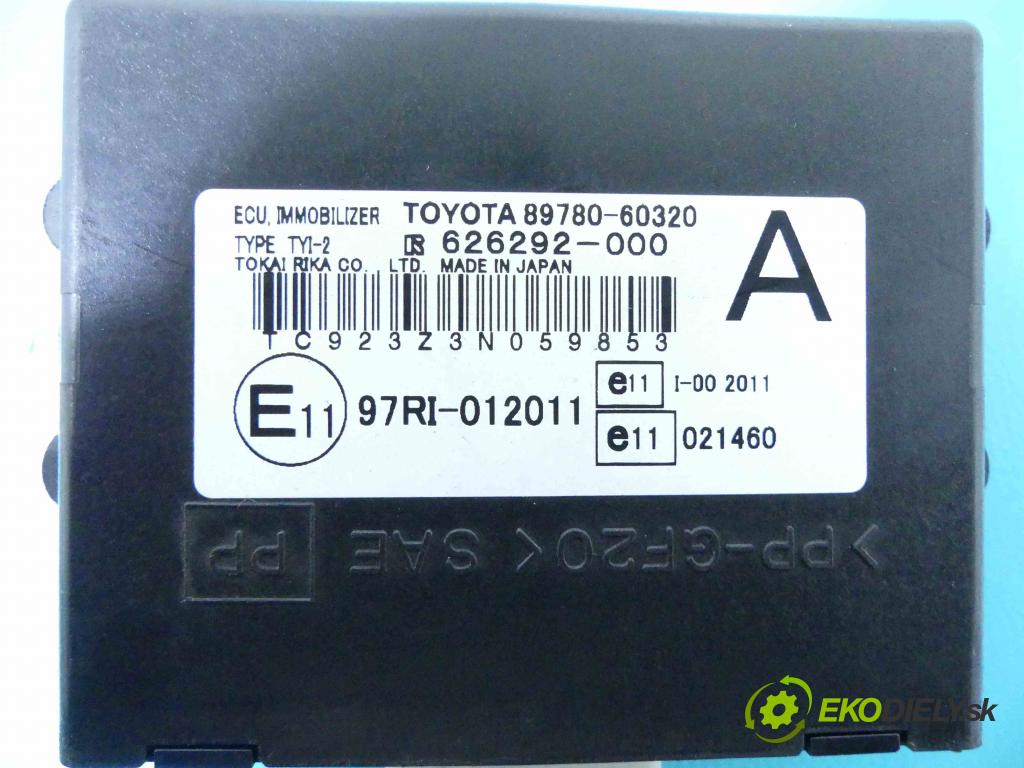 ECU, IMMOBILIZER TOYOTA 89780-60320
A
TYPE TYI-2 626292-000
TOKAI RIKA CO. LTD. MADE IN JAPAN
TC923Z3N059853
E11 97RI-012011
e11 I-00 2011
e11 021460
>PP-GF20< SAE PP
EKODIELY.sk